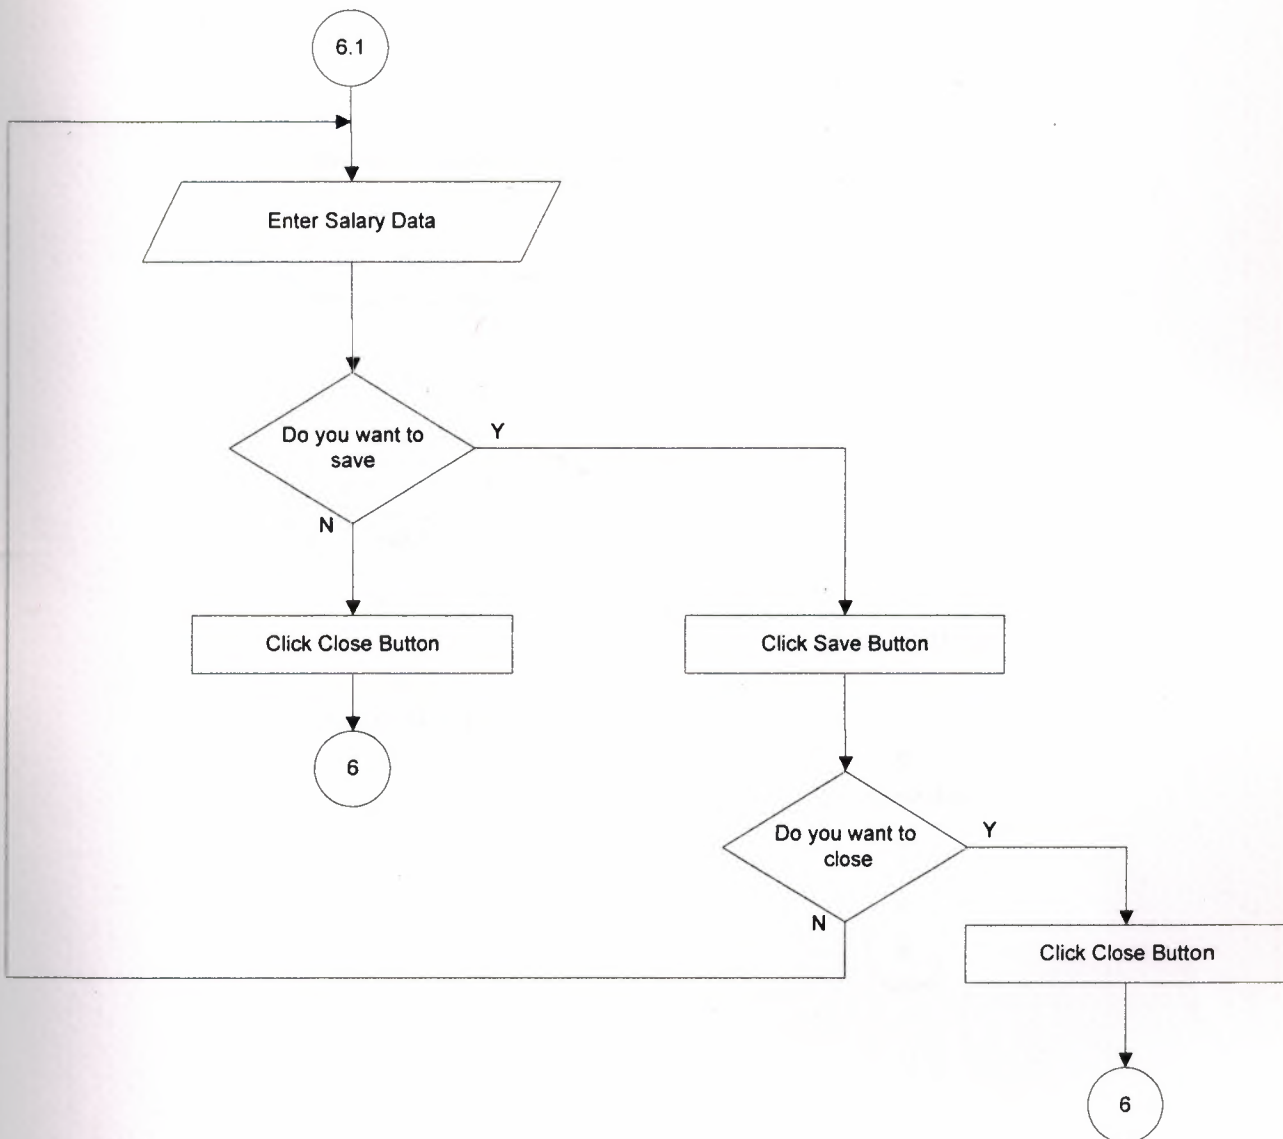 6.1
Enter Salary Data
Do you want to
save
Y
N
Click Close Button
Click Save Button
6
Do you want to
close
Y
N
Click Close Button
6